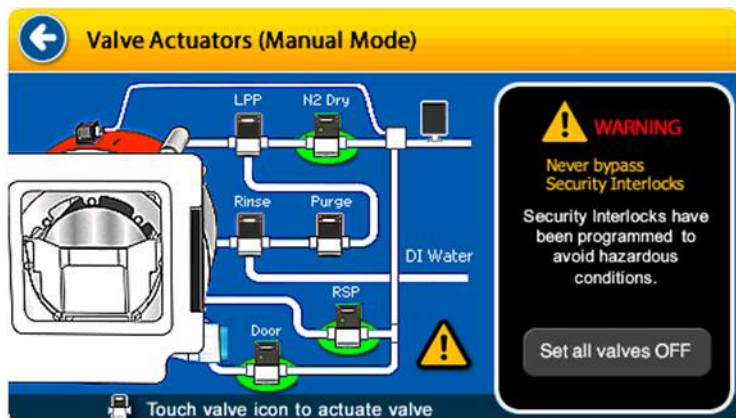 Valve Actuators (Manual Mode)
LPP
N2 Dry
Rinse
Purge
DI Water
RSP
Door
Touch valve icon to actuate valve
WARNING
Never bypass
Security Interlocks
Security Interlocks have
been programmed to
avoid hazardous
conditions.
Set all valves OFF